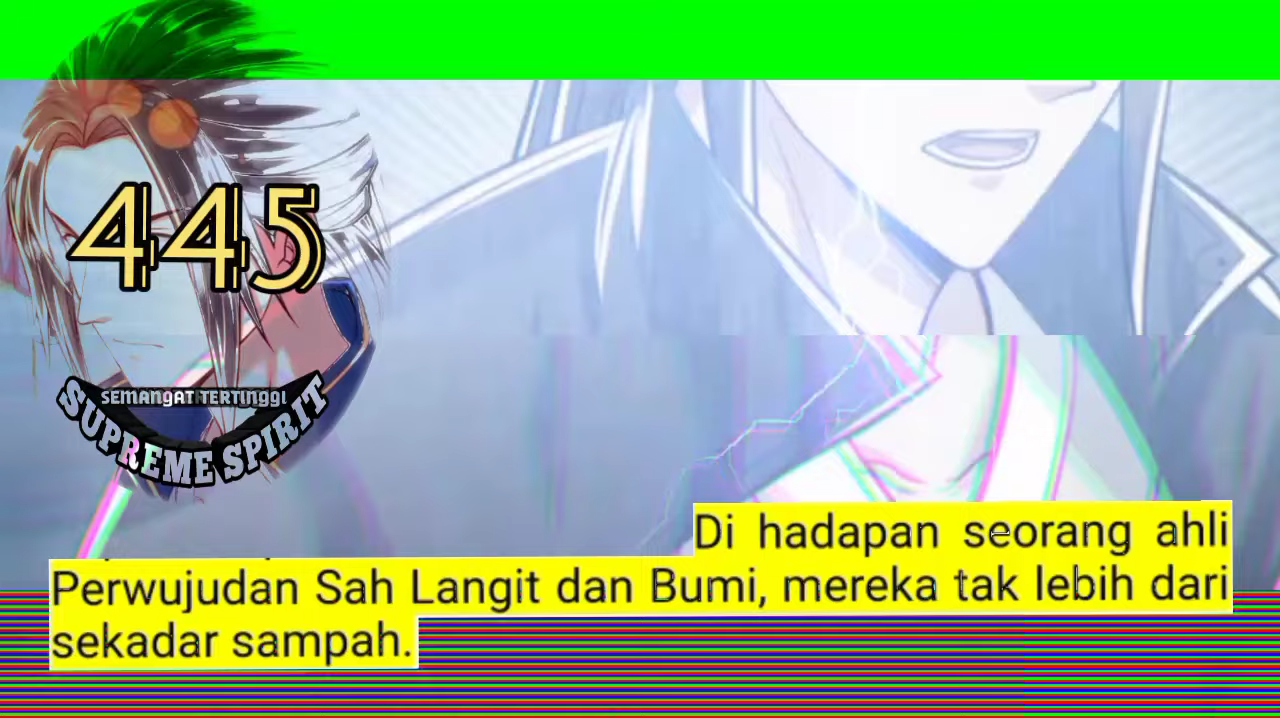 445
SEMANGAT TERTINGGI
SUPREME SPIRIT
Di hadapan seorang ahli
Perwujudan Sah Langit dan Bumi, mereka tak lebih dari
sekadar sampah.